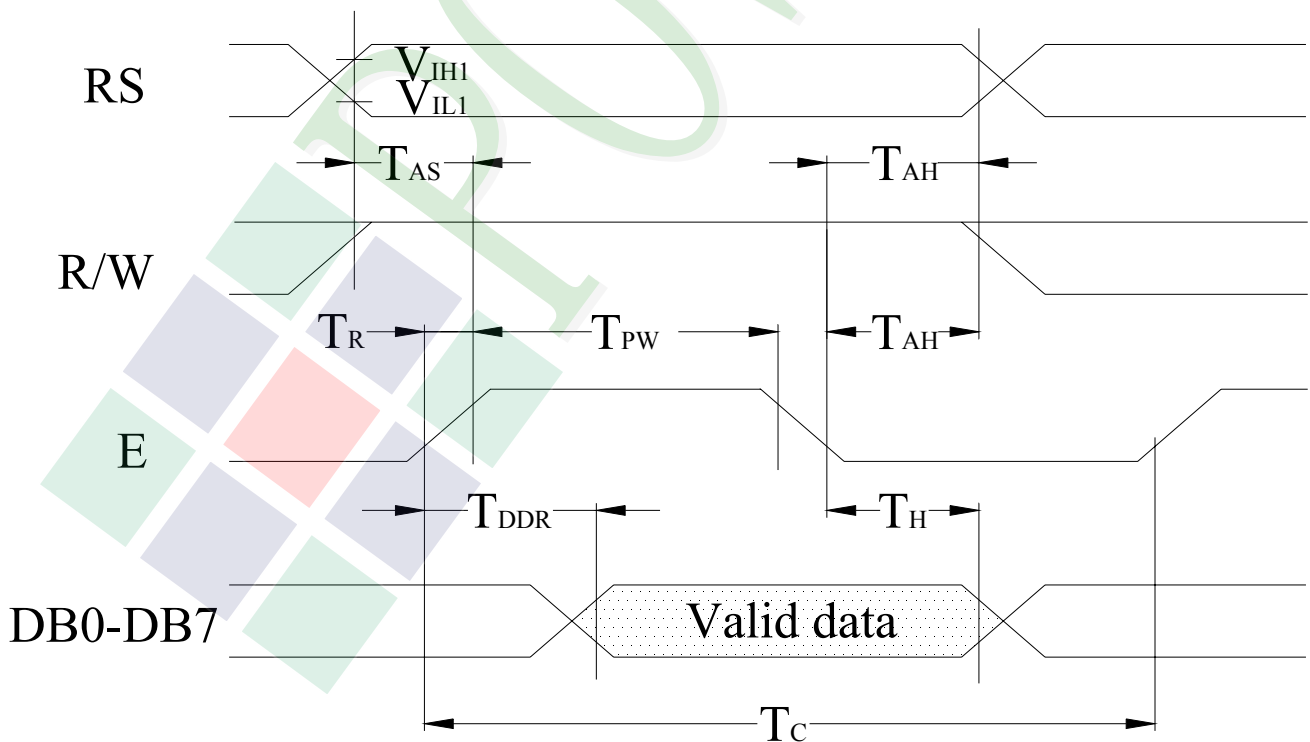 RS
VIH1
VIL1
TAS
TAH
R/W
TR
TPW
TAH
E
TDDR
TH
DB0-DB7
Valid data
TC